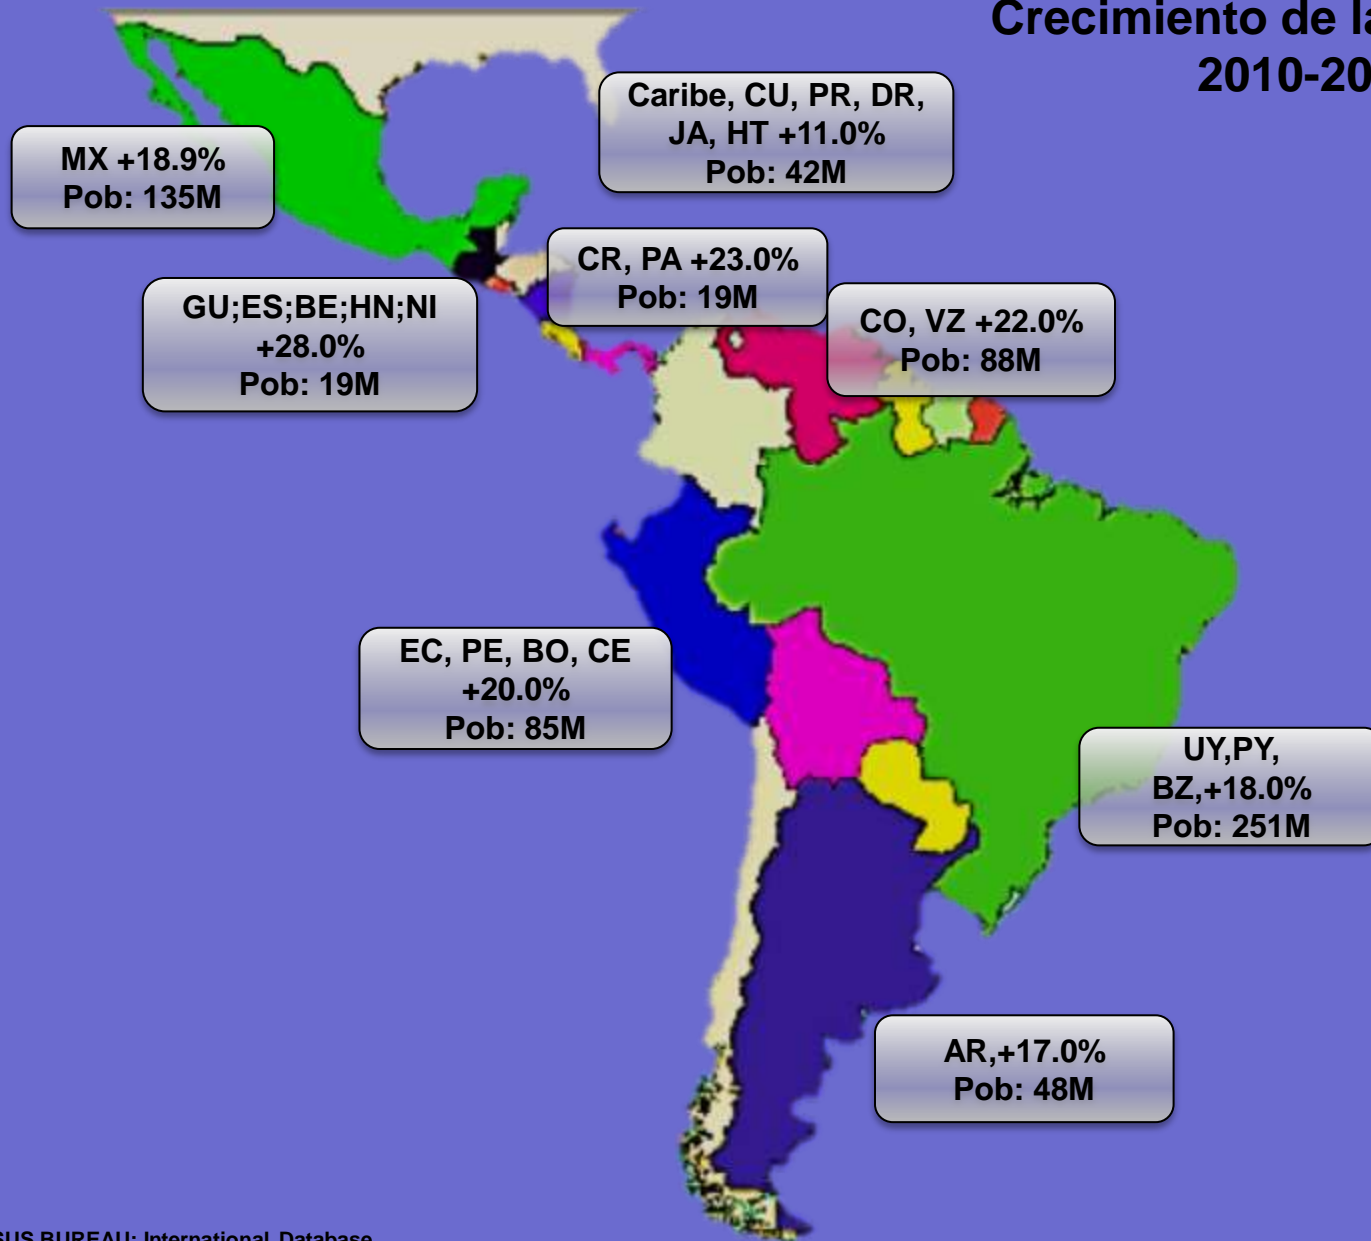 Crecimiento de la
2010-20
Caribe, CU, PR, DR,
JA, HT +11.0%
Pob: 42M
MX +18.9%
Pob: 135M
CR, PA +23.0%
Pob: 19M
GU;ES;BE;HN;NI
+28.0%
Pob: 19M
CO, VZ +22.0%
Pob: 88M
EC, PE, BO, CE
+20.0%
Pob: 85M
UY,PY,
BZ,+18.0%
Pob: 251M
AR,+17.0%
Pob: 48M
SUS BUREAU: International Database